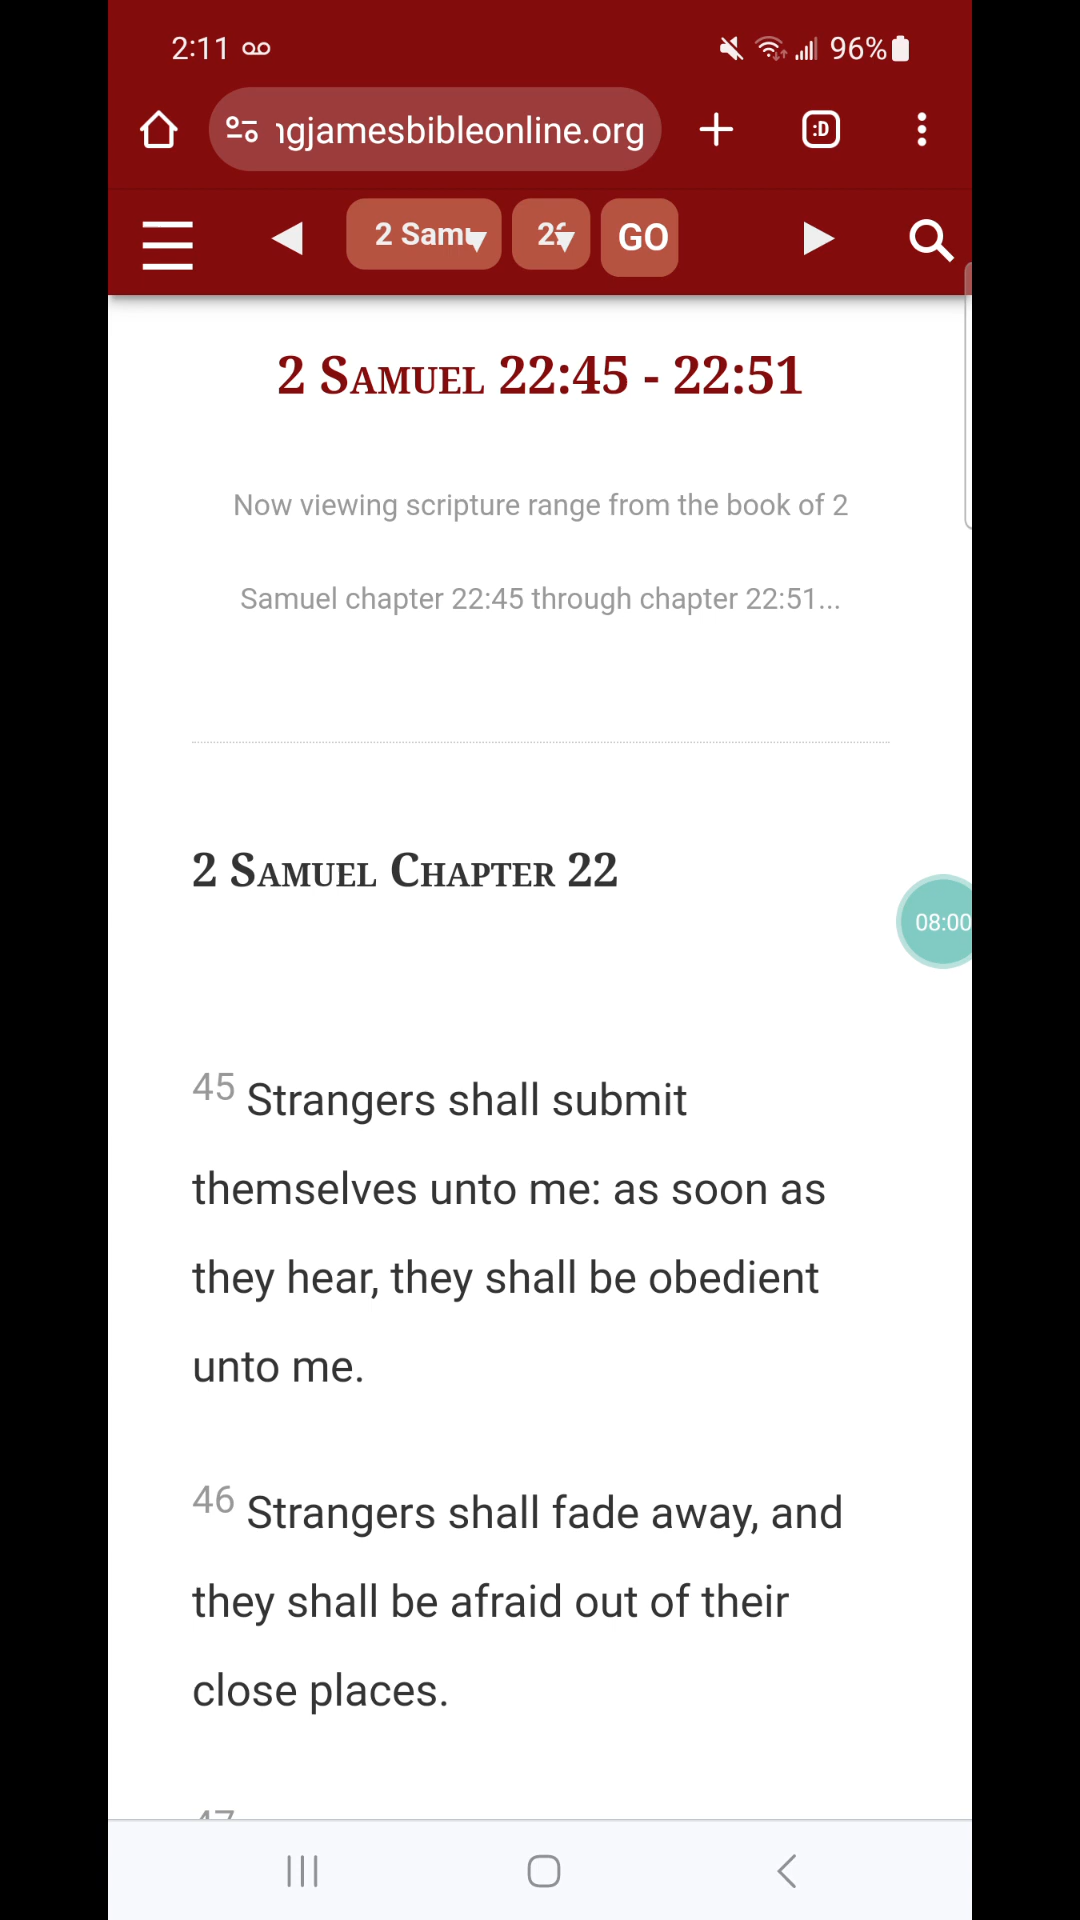 2:11
96%
ngjamesbibleonline.org
:D
2 Samu
GO
2 Samuel 22:45 - 22:51
Now viewing scripture range from the book of 2
Samuel chapter 22:45 through chapter 22:51...
2 Samuel Chapter 22
08:00
45 Strangers shall submit
themselves unto me: as soon as
they hear, they shall be obedient
unto me.
46 Strangers shall fade away, and
they shall be afraid out of their
close places.
47